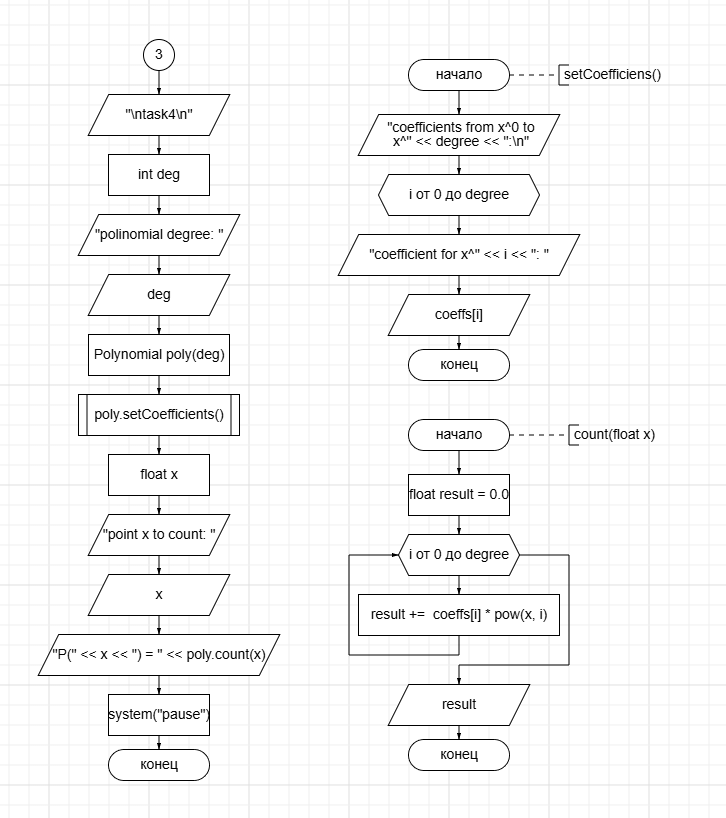 3
"\ntask4\n"
int deg
"polinomial degree: "
deg
Polynomial poly(deg)
poly.setCoefficients()
float x
"point x to count: "
x
"P(" << x << ") = " << poly.count(x)
system("pause")
конец
начало
setCoefficiens()
"coefficients from x^0 to
x^" << degree << ":\n"
i от 0 до degree
"coefficient for x^" << i << ": "
coeffs[i]
конец
начало
count(float x)
float result = 0.0
i от 0 до degree
result += coeffs[i] * pow(x, i)
result
конец